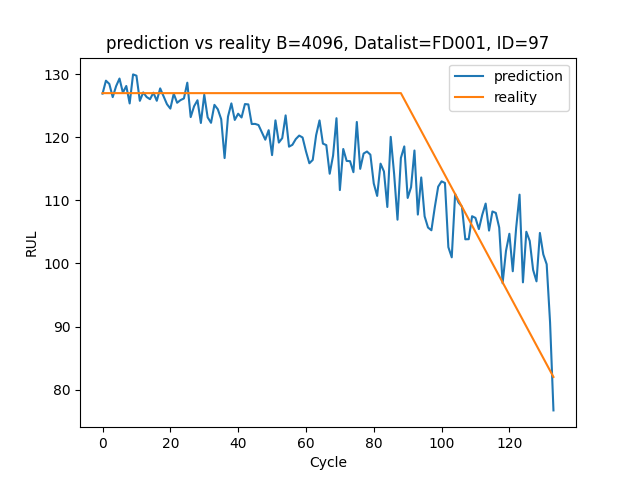 prediction vs reality B=4096, Datalist=FD001, ID=97
prediction
reality
130
120
110
100
90
80
RUL
0 20 40 60 80 100 120
Cycle